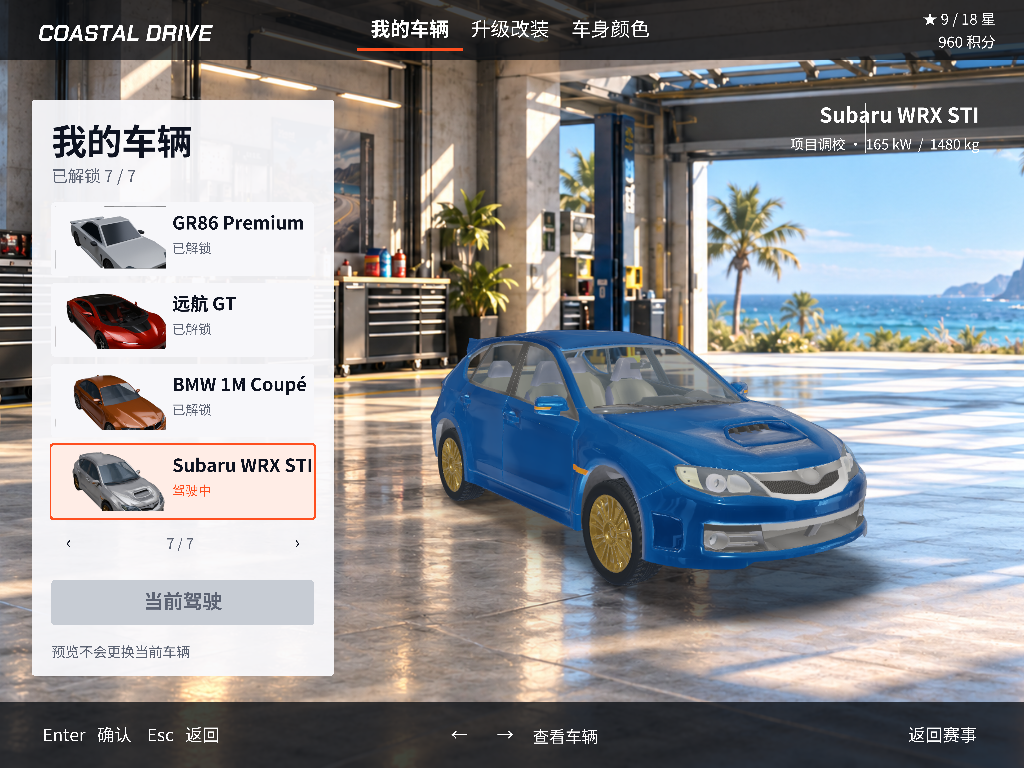 COASTAL DRIVE
我的车辆 升级改装 车身颜色
★ 9 / 18 星
960 积分
我的车辆
已解锁 7 / 7
GR86 Premium
已解锁
远航 GT
已解锁
BMW 1M Coupé
已解锁
Subaru WRX STI
驾驶中
‹ 7 / 7 ›
当前驾驶
预览不会更换当前车辆
Subaru WRX STI
项目调校 · 165 kW / 1480 kg
Enter 确认 Esc 返回
← → 查看车辆
返回赛事